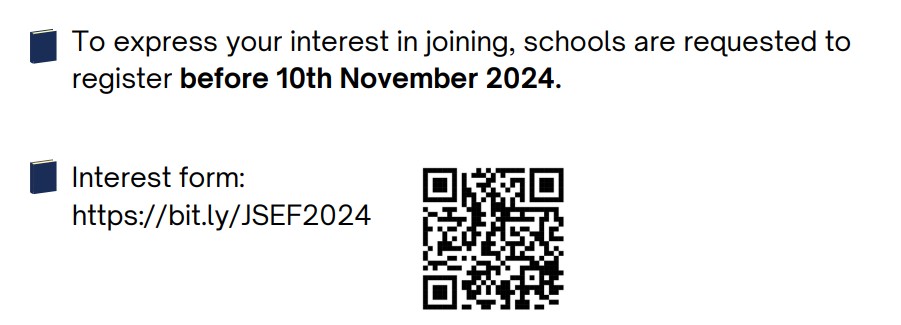 To express your interest in joining, schools are requested to
register before 10th November 2024.
Interest form:
https://bit.ly/JSEF2024